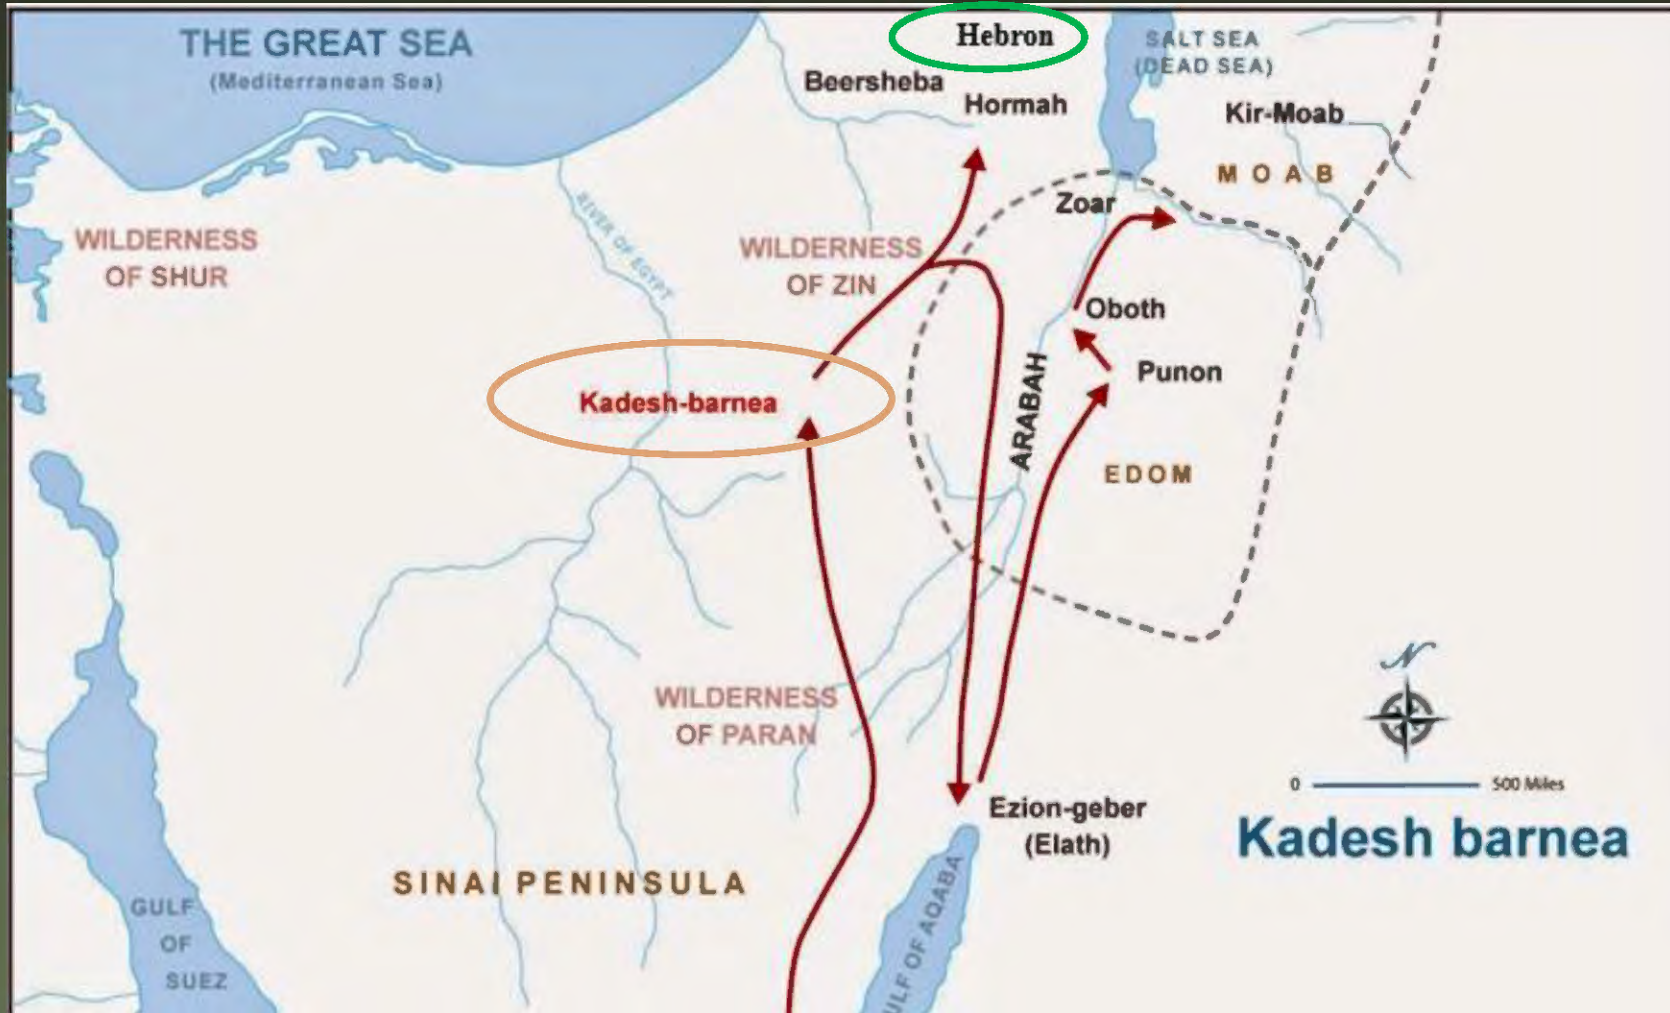 THE GREAT SEA
(Mediterranean Sea)
Hebron
SALT SEA
(DEAD SEA)
Beersheba
Hormah
Kir-Moab
MOAB
Zoar
RIVER OF EGYPT
WILDERNESS
OF SHUR
WILDERNESS
OF ZIN
Oboth
ARABAH
Punon
Kadesh-barnea
EDOM
WILDERNESS
OF PARAN
N
0 500 Miles
Ezion-geber
(Elath)
Kadesh barnea
SINAI PENINSULA
GULF
OF
SUEZ
ULF OF AQABA